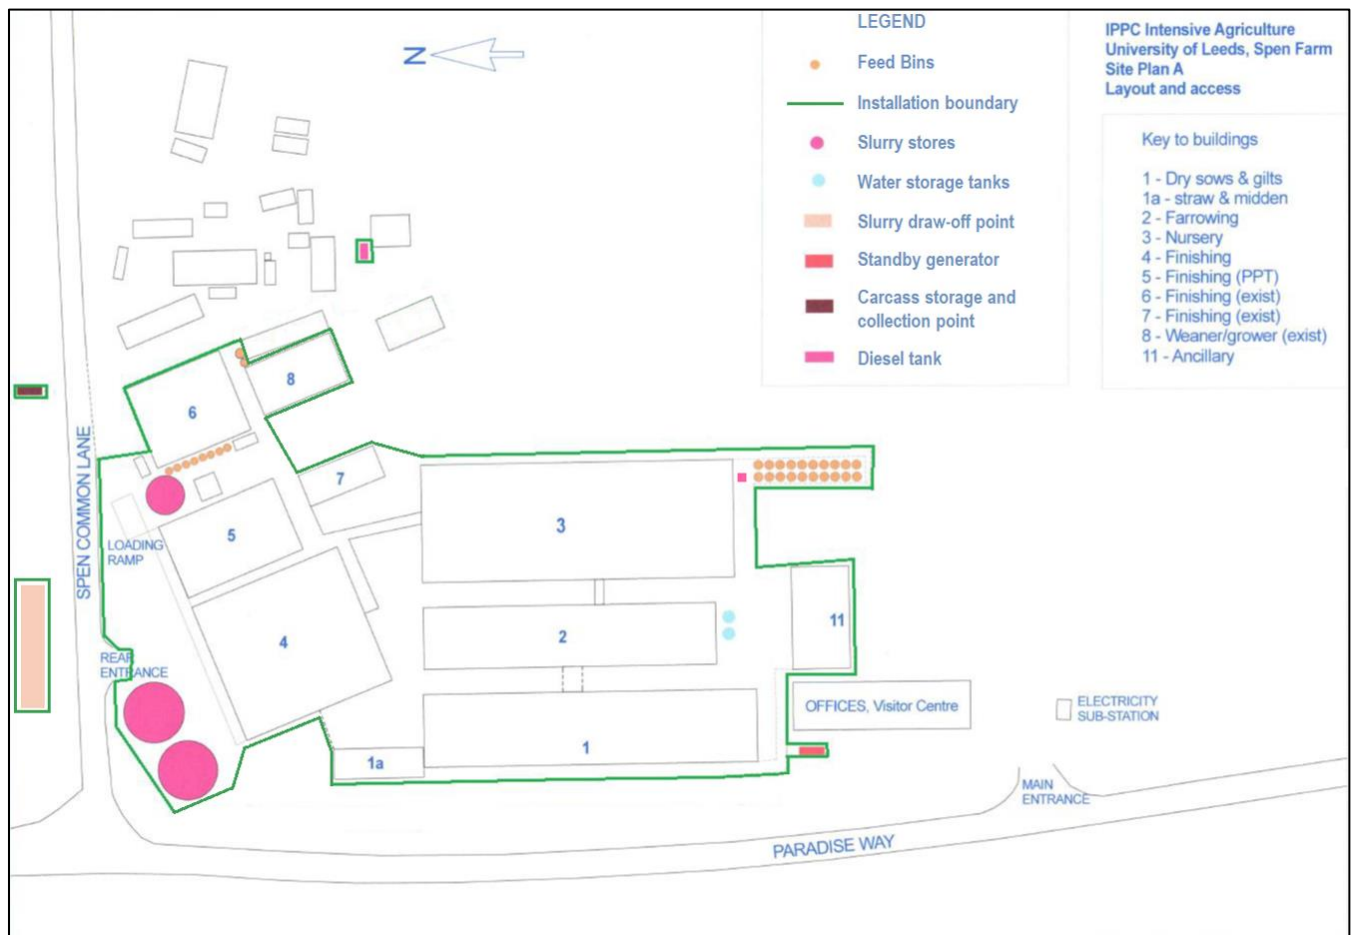 LEGEND
Feed Bins
Installation boundary
Slurry stores
Water storage tanks
Slurry draw-off point
Standby generator
Carcass storage and
collection point
Diesel tank
IPPC Intensive Agriculture
University of Leeds, Spen Farm
Site Plan A
Layout and access
Key to buildings
1 - Dry sows & gilts
1a - straw & midden
2 - Farrowing
3 - Nursery
4 - Finishing
5 - Finishing (PPT)
6 - Finishing (exist)
7 - Finishing (exist)
8 - Weaner/grower (exist)
11 - Ancillary
N
8
6
7
3
5
SPEN COMMON LANE
LOADING
RAMP
11
2
4
REAR
ENTRANCE
OFFICES, Visitor Centre
ELECTRICITY
SUB-STATION
1
1a
MAIN
ENTRANCE
PARADISE WAY